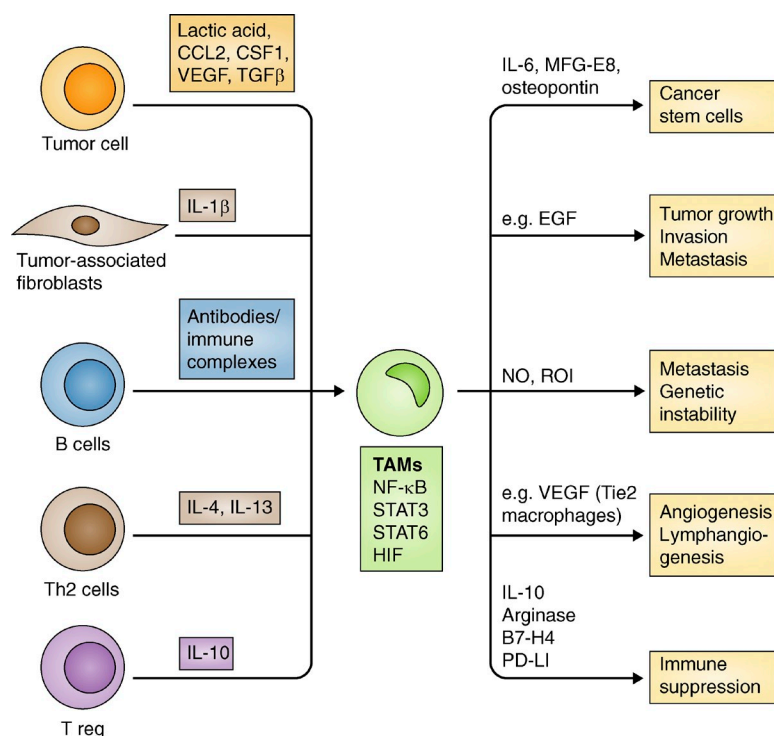 Lactic acid,
CCL2, CSF1,
VEGF, TGFβ
Tumor cell
IL-1β
Tumor-associated
fibroblasts
Antibodies/
immune
complexes
B cells
IL-4, IL-13
Th2 cells
IL-10
T reg
TAMs
NF-κB
STAT3
STAT6
HIF
IL-6, MFG-E8,
osteopontin
Cancer
stem cells
e.g. EGF
Tumor growth
Invasion
Metastasis
NO, ROI
Metastasis
Genetic
instability
e.g. VEGF (Tie2
macrophages)
Angiogenesis
Lymphangio-
genesis
IL-10
Arginase
B7-H4
PD-LI
Immune
suppression